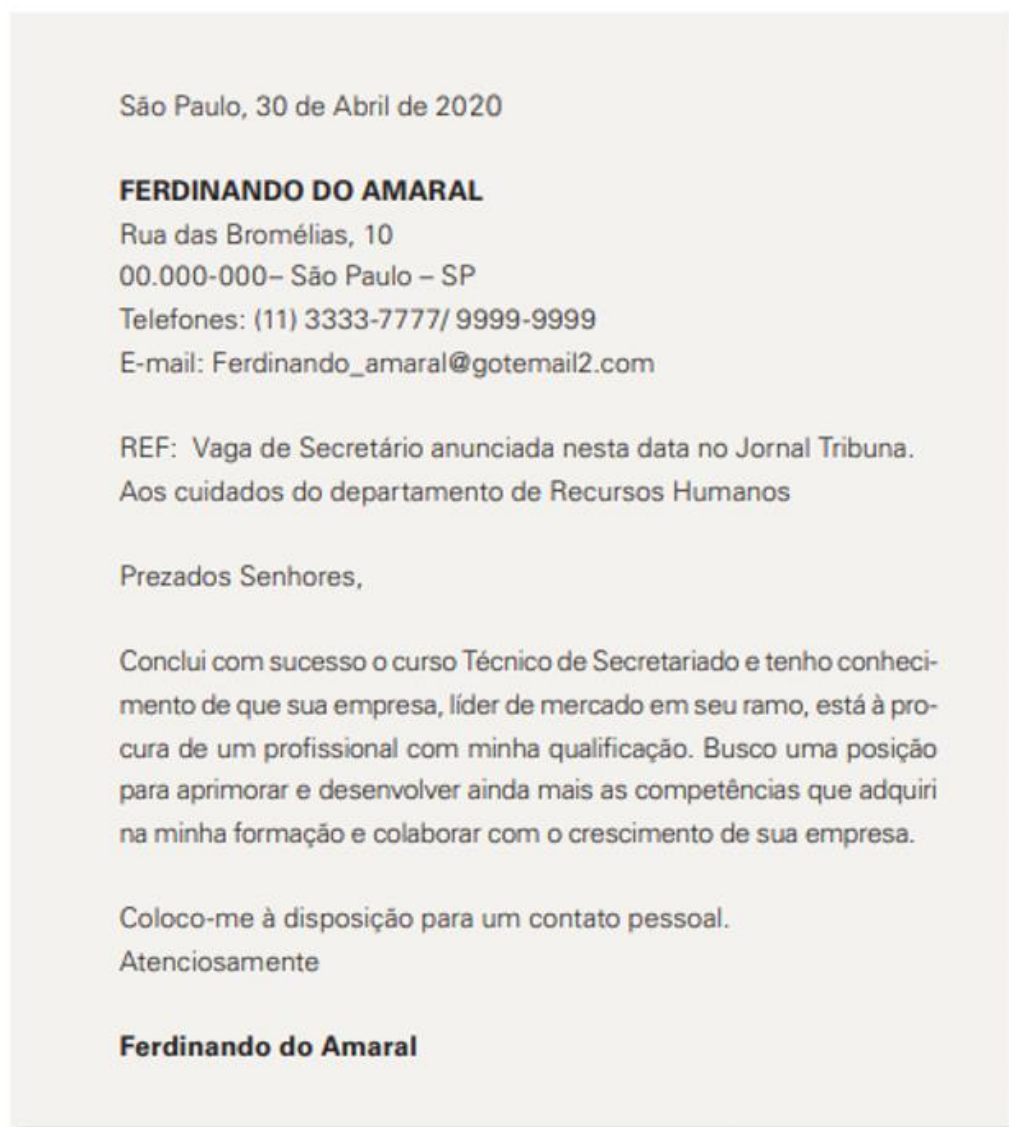 São Paulo, 30 de Abril de 2020
FERDINANDO DO AMARAL
Rua das Bromélias, 10
00.000-000– São Paulo – SP
Telefones: (11) 3333-7777/ 9999-9999
E-mail: Ferdinando_amaral@gotemail2.com
REF:  Vaga de Secretário anunciada nesta data no Jornal Tribuna.
Aos cuidados do departamento de Recursos Humanos
Prezados Senhores,
Conclui com sucesso o curso Técnico de Secretariado e tenho conheci-
mento de que sua empresa, líder de mercado em seu ramo, está à pro-
cura de um profissional com minha qualificação. Busco uma posição
para aprimorar e desenvolver ainda mais as competências que adquiri
na minha formação e colaborar com o crescimento de sua empresa.
Coloco-me à disposição para um contato pessoal.
Atenciosamente
Ferdinando do Amaral